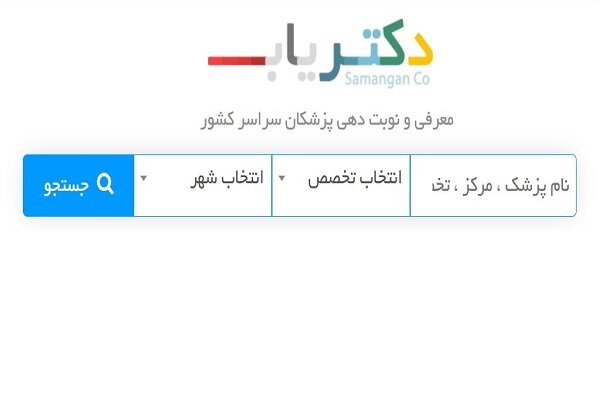 دکتریاب
Samangan Co
معرفی و نوبت دهی پزشکان سراسر کشور
نام پزشک ، مرکز ، تخ
انتخاب تخصص
انتخاب شهر
جستجو